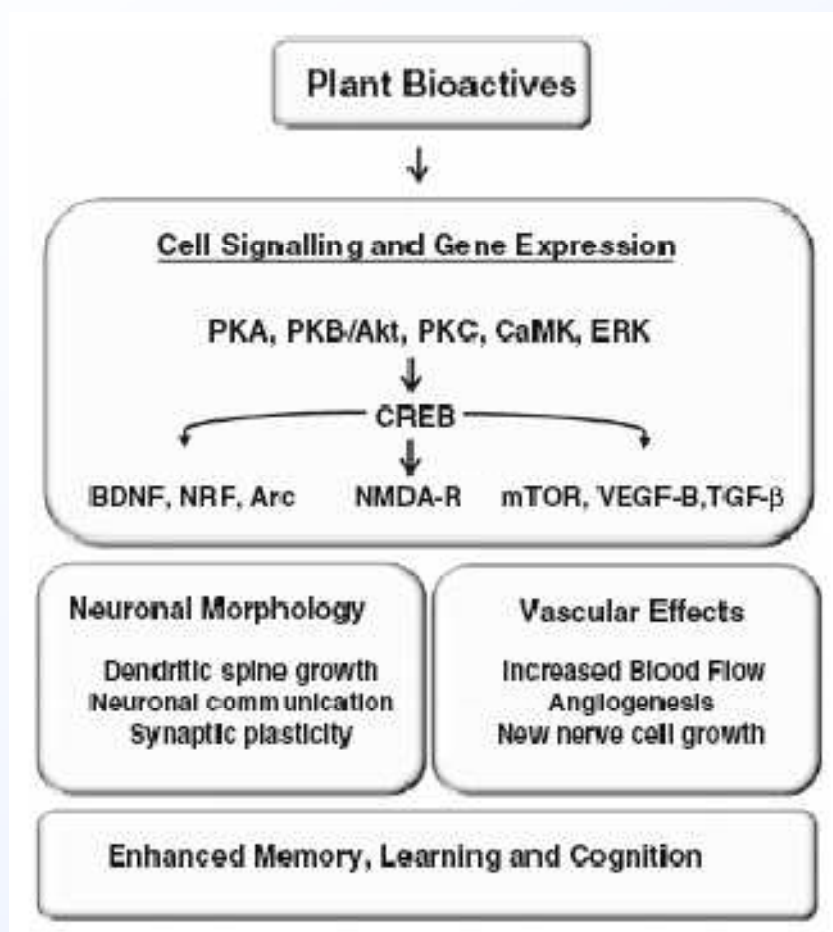 Plant Bioactives
Cell Signalling and Gene Expression
PKA, PKB/Akt, PKC, CaMK, ERK
CREB
BDNF, NRF, Arc NMDA-R mTOR, VEGF-B,TGF-β
Neuronal Morphology
Dendritic spine growth
Neuronal communication
Synaptic plasticity
Vascular Effects
Increased Blood Flow
Angiogenesis
New nerve cell growth
Enhanced Memory, Learning and Cognition